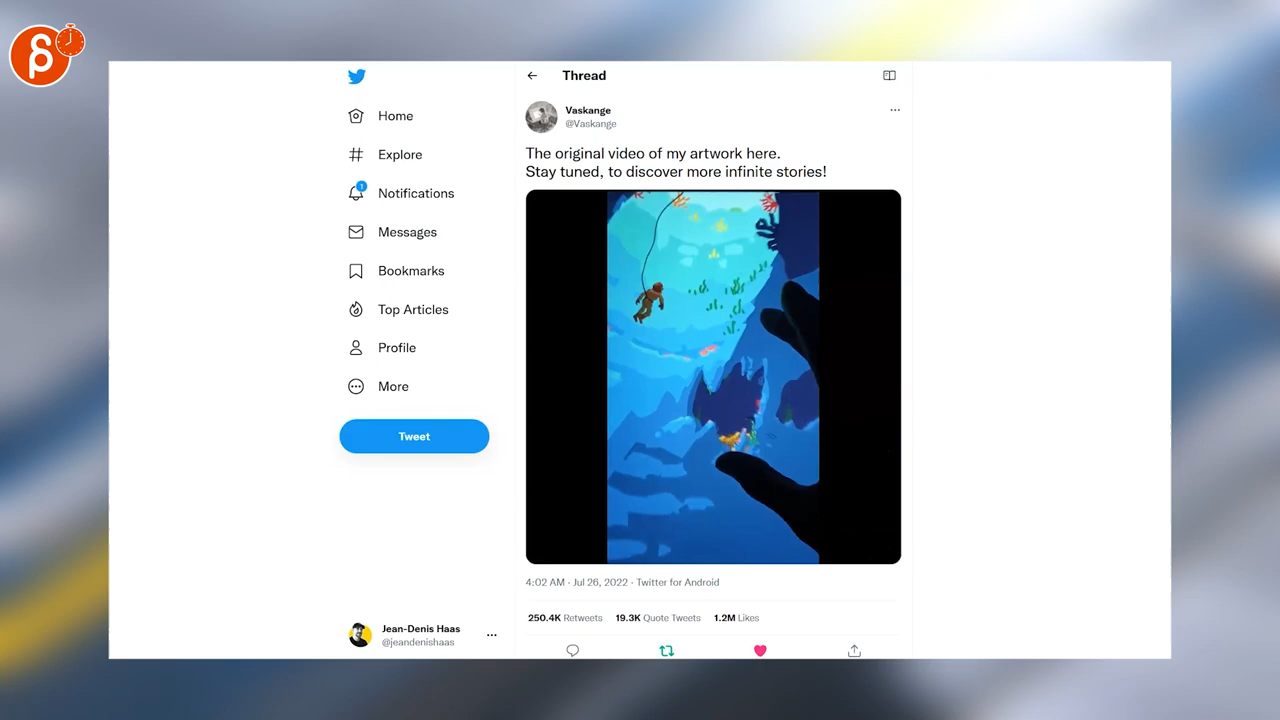 Home
Explore
1
Notifications
Messages
Bookmarks
Top Articles
Profile
More
Tweet
Jean-Denis Haas
@jeandenishaas
Thread
Vaskange
@Vaskange
The original video of my artwork here.
Stay tuned, to discover more infinite stories!
4:02 AM · Jul 26, 2022 · Twitter for Android
250.4K Retweets 19.3K Quote Tweets 1.2M Likes